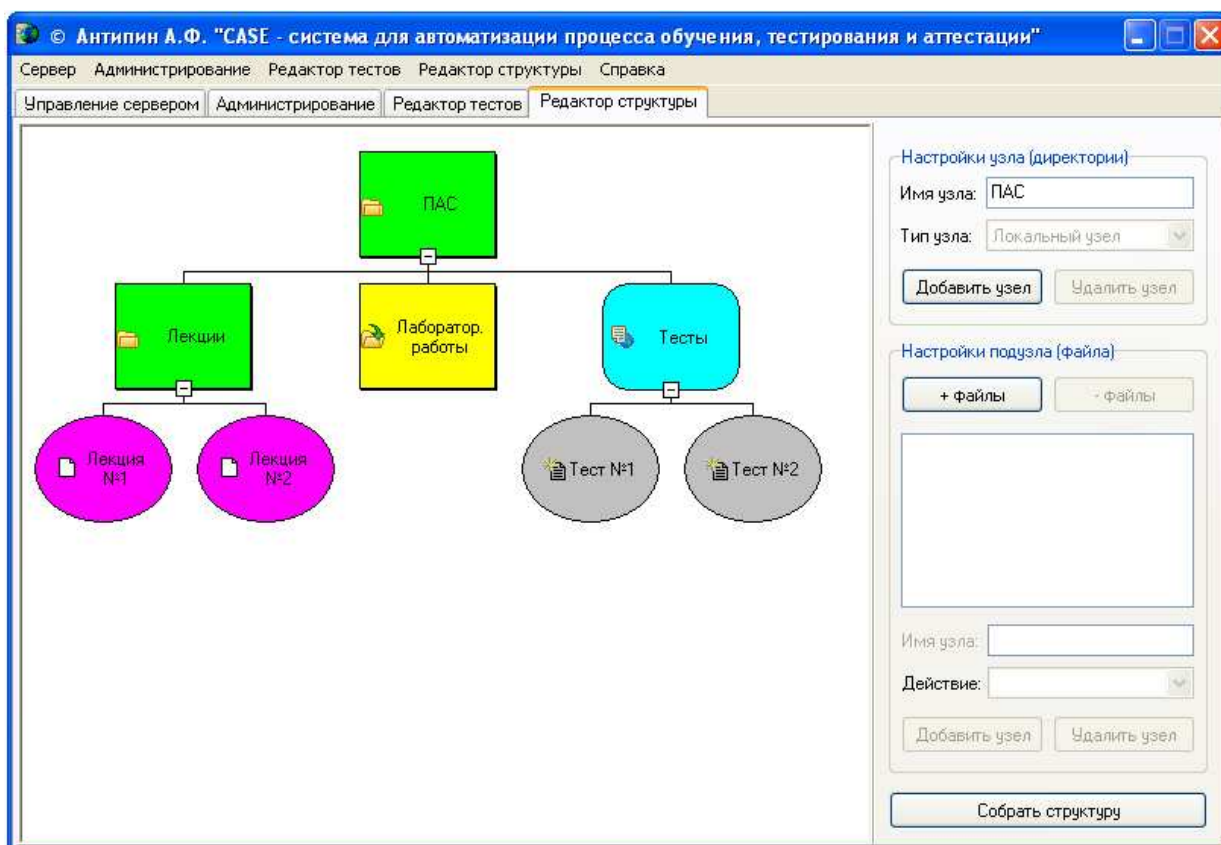 © Антипин А.Ф. "CASE - система для автоматизации процесса обучения, тестирования и аттестации"
Сервер Администрирование Редактор тестов Редактор структуры Справка
Управление сервером Администрирование Редактор тестов Редактор структуры
ПАС
Лекции
Лаборатор.
работы
Тесты
Лекция
№1
Лекция
№2
Тест №1
Тест №2
Настройки узла (директории)
Имя узла: ПАС
Тип узла: Локальный узел
Добавить узел Удалить узел
Настройки подузла (файла)
+ файлы - файлы
Имя узла:
Действие:
Добавить узел Удалить узел
Собрать структуру